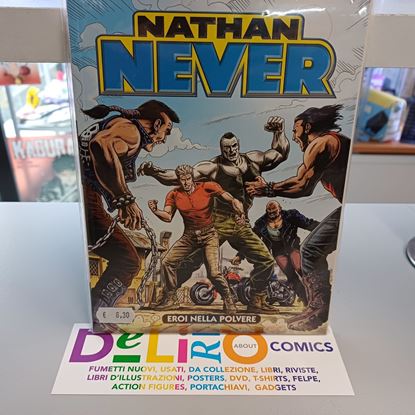 NATHAN
NEVER
KAGURA
EROI NELLA POLVERE
€ 6,30
DeLiRiO ABOUT COMICS
FUMETTI NUOVI, USATI, DA COLLEZIONE, LIBRI, RIVISTE,
LIBRI D'ILLUSTRAZIONI, POSTERS, DVD, T-SHIRTS, FELPE,
ACTION FIGURES, PORTACHIAVI, GADGETS